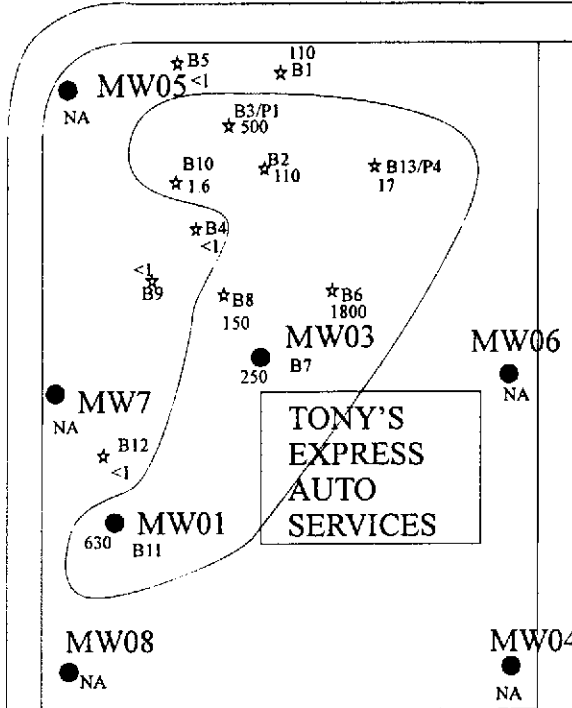 B5
<1
110
B1
MW05
NA
B3/P1
500
B10
1.6
B2
110
B13/P4
17
B4
<1
<1
B9
B8
150
B6
1800
MW03
250
B7
MW06
NA
MW7
NA
B12
<1
TONY'S
EXPRESS
AUTO
SERVICES
MW01
630
B11
MW08
NA
MW04
NA